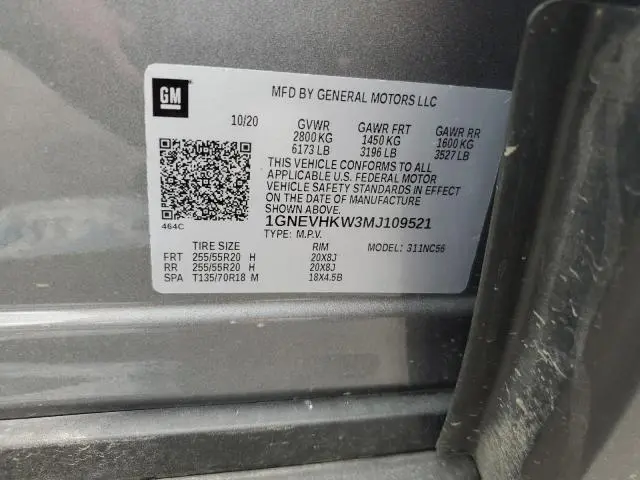 GM
MFD BY GENERAL MOTORS LLC
10/20 GVWR GAWR FRT GAWR RR
2800 KG 1450 KG 1600 KG
6173 LB 3196 LB 3527 LB
THIS VEHICLE CONFORMS TO ALL
APPLICABLE U.S. FEDERAL MOTOR
VEHICLE SAFETY STANDARDS IN EFFECT
ON THE DATE OF MANUFACTURE
SHOWN ABOVE.
464C
1GNEVHKW3MJ109521
TYPE: M.P.V.
TIRE SIZE RIM MODEL: 311NC56
FRT 255/55R20 H 20X8J
RR 255/55R20 H 20X8J
SPA T135/70R18 M 18X4.5B